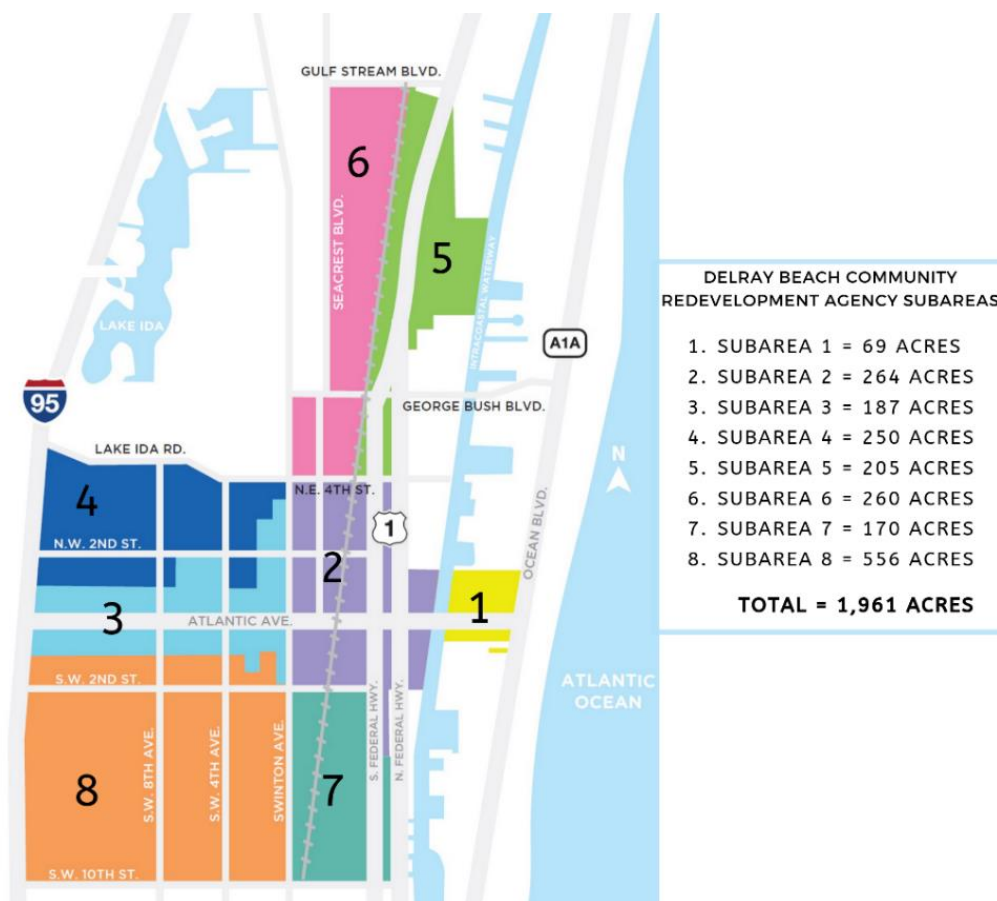 GULF STREAM BLVD.
6
SEACREST BLVD.
5
INTRACOASTAL WATERWAY
LAKE IDA
A1A
95
GEORGE BUSH BLVD.
LAKE IDA RD.
N
4
N.E. 4TH ST.
1
OCEAN BLVD.
N.W. 2ND ST.
2
3
ATLANTIC AVE.
1
S.W. 2ND ST.
ATLANTIC
OCEAN
8
S.W. 8TH AVE.
S.W. 4TH AVE.
SWINTON AVE.
7
S. FEDERAL HWY.
N. FEDERAL HWY.
S.W. 10TH ST.
DELRAY BEACH COMMUNITY
REDEVELOPMENT AGENCY SUBAREAS
1. SUBAREA 1 = 69 ACRES
2. SUBAREA 2 = 264 ACRES
3. SUBAREA 3 = 187 ACRES
4. SUBAREA 4 = 250 ACRES
5. SUBAREA 5 = 205 ACRES
6. SUBAREA 6 = 260 ACRES
7. SUBAREA 7 = 170 ACRES
8. SUBAREA 8 = 556 ACRES
TOTAL = 1,961 ACRES